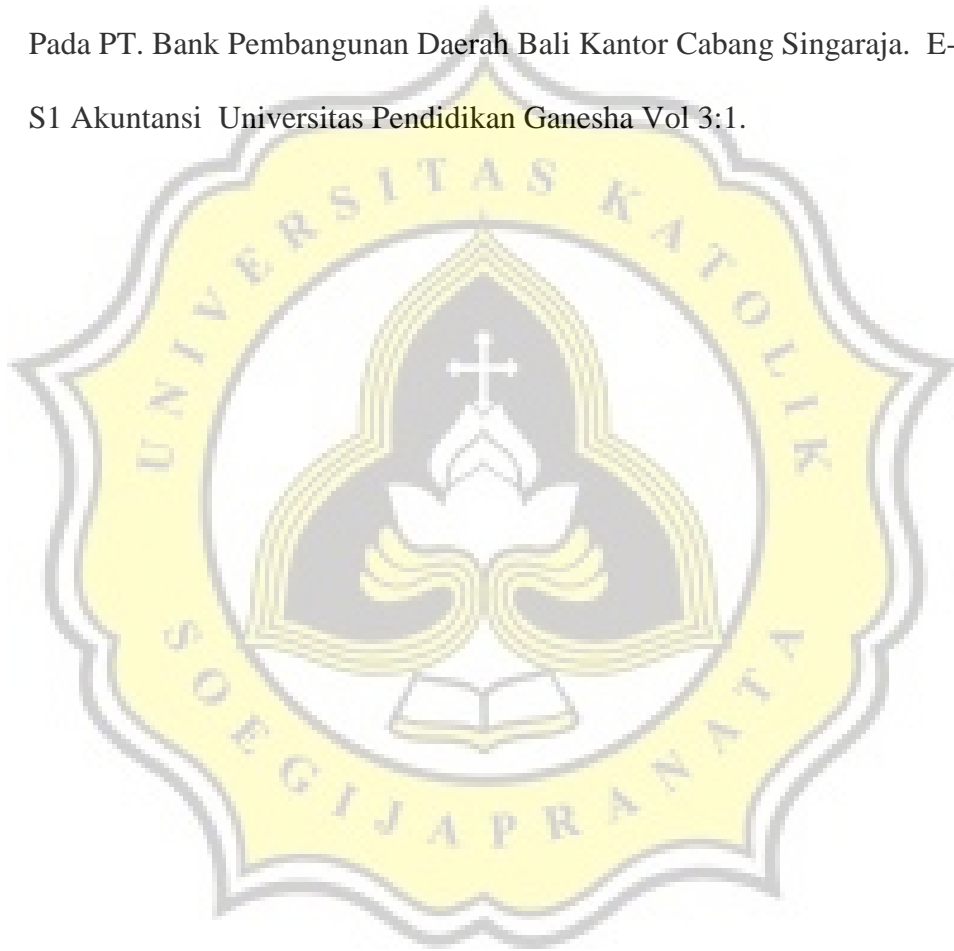 Pada PT. Bank Pembangunan Daerah Bali Kantor Cabang Singaraja. E-
S1 Akuntansi Universitas Pendidikan Ganesha Vol 3:1.
UNIVERSITAS KATOLIK
SOEGIJAPRANATA